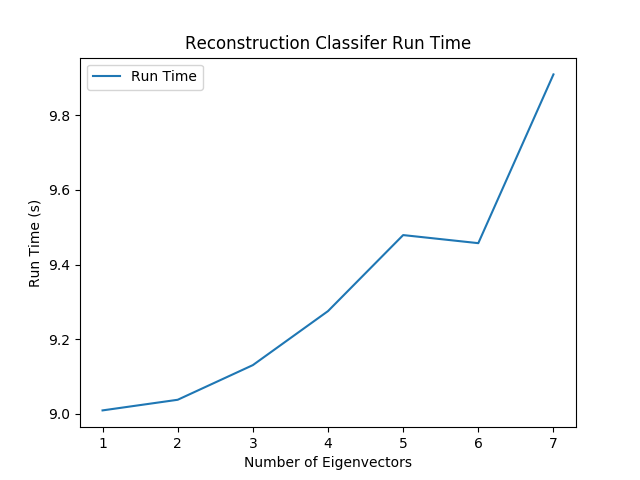 Reconstruction Classifer Run Time
Run Time
9.8
9.6
9.4
9.2
9.0
Run Time (s)
1 2 3 4 5 6 7
Number of Eigenvectors